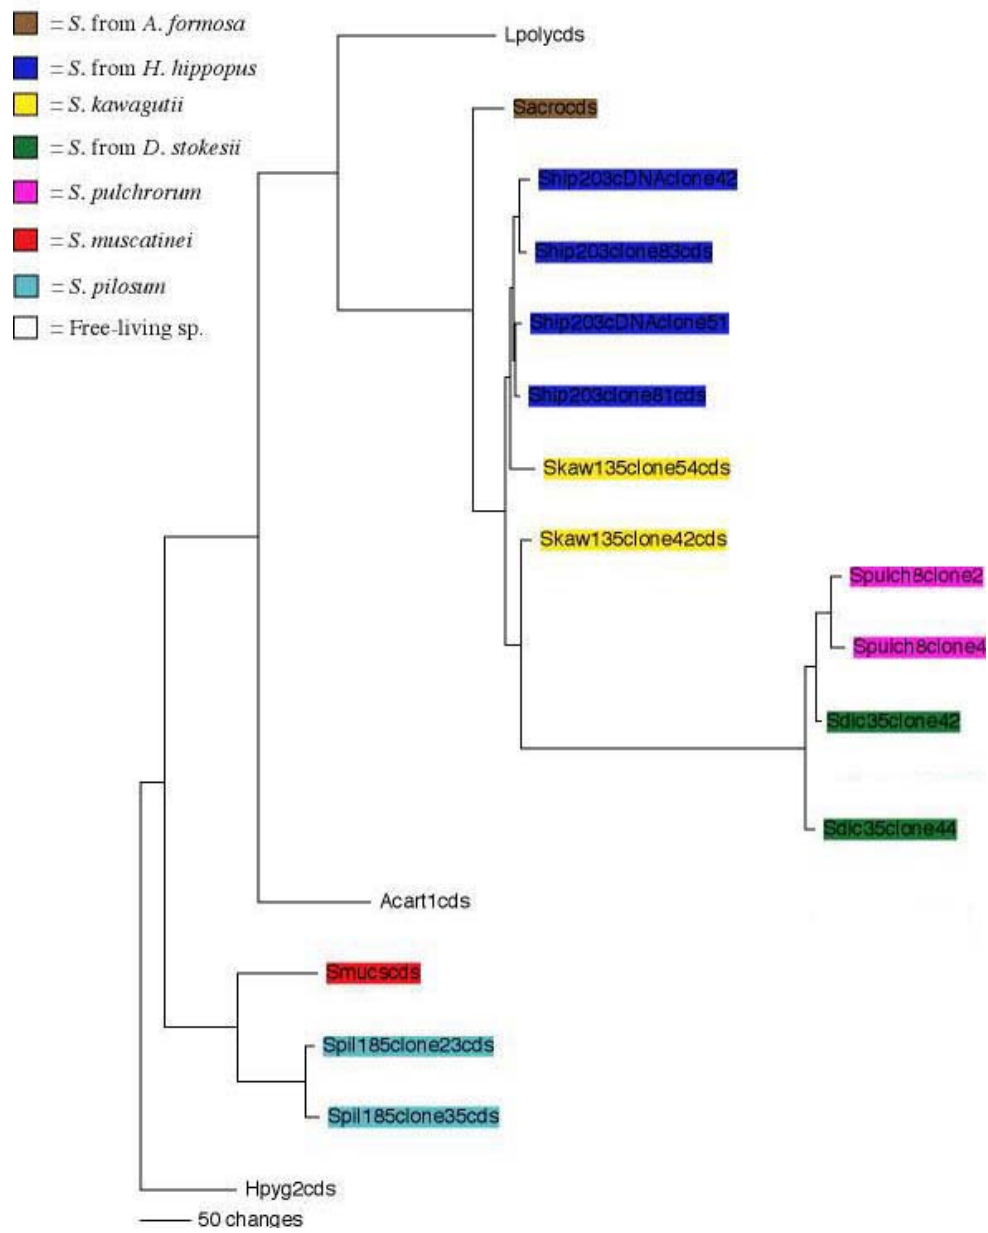 = S. from A. formosa
= S. from H. hippopus
= S. kawagutii
= S. from D. stokesii
= S. pulchrorum
= S. muscatinei
= S. pilosum
= Free-living sp.
Lpolycds
Sacrocds
Ship203cDNAclone42
Ship203clone83cds
Ship203cDNAclone51
Ship203clone81cds
Skaw135clone54cds
Skaw135clone42cds
Spulch8clone2
Spulch8clone4
Sdic35clone42
Sdic35clone44
Acart1cds
Smuscds
Spil185clone23cds
Spil185clone35cds
Hpyg2cds
50 changes